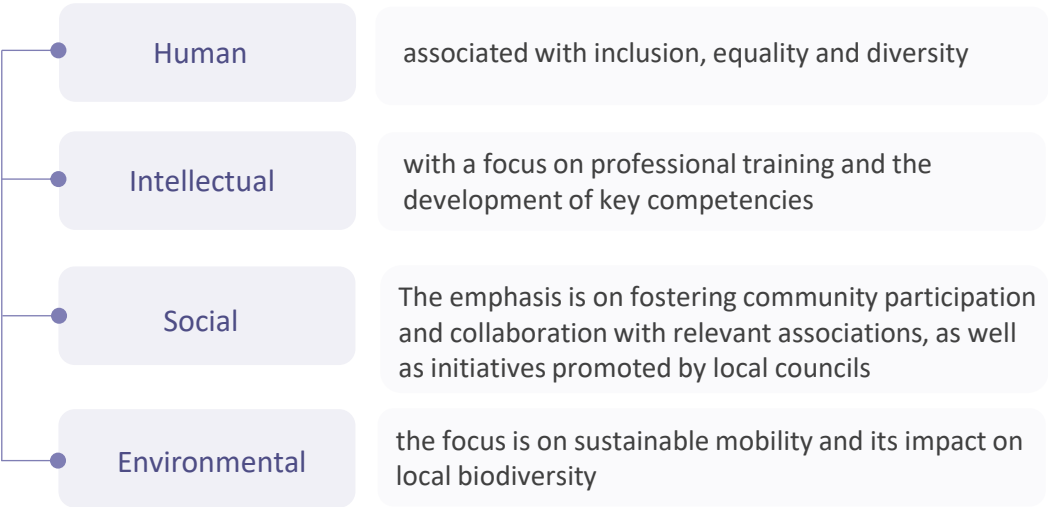 Human
associated with inclusion, equality and diversity
Intellectual
with a focus on professional training and the
development of key competencies
Social
The emphasis is on fostering community participation
and collaboration with relevant associations, as well
as initiatives promoted by local councils
Environmental
the focus is on sustainable mobility and its impact on
local biodiversity